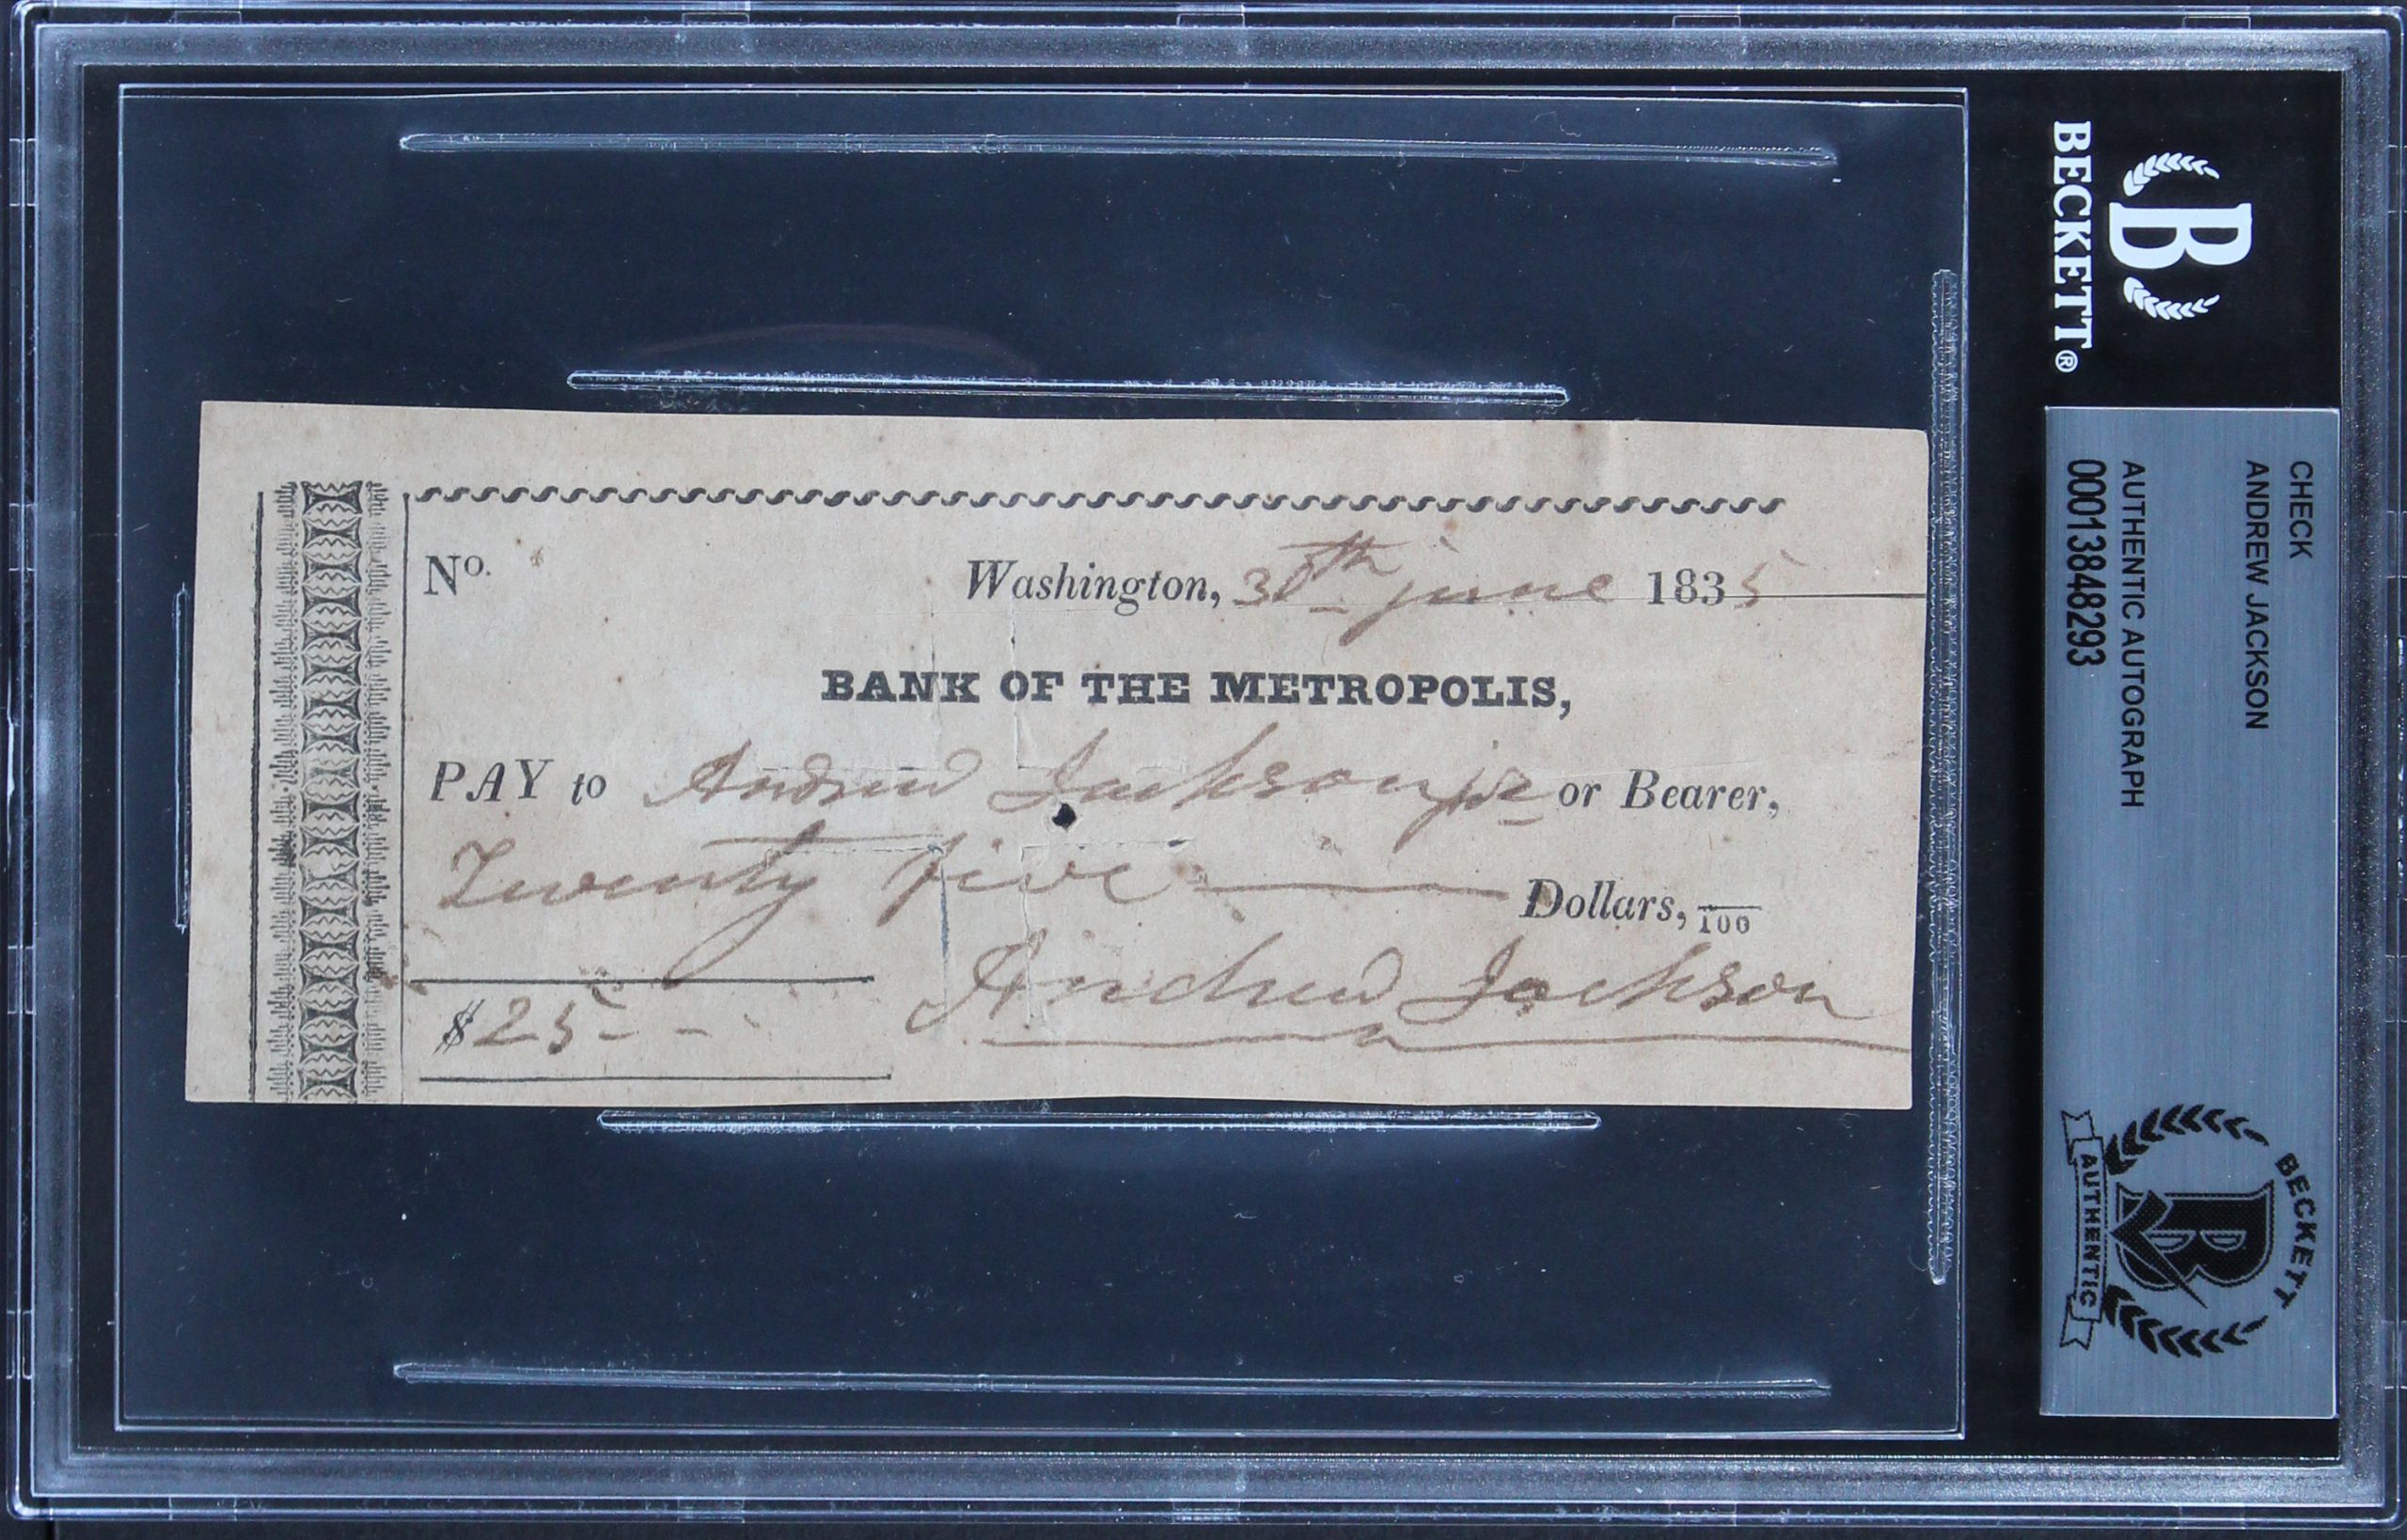 No. Washington, 30th june 1835
BANK OF THE METROPOLIS,
PAY to Andrew Jackson jr or Bearer,
Twenty five Dollars, /100
$25 - -
Andrew Jackson
B
BECKETT®
CHECK
ANDREW JACKSON
AUTHENTIC AUTOGRAPH
00013848293
BECKETT
B
AUTHENTIC